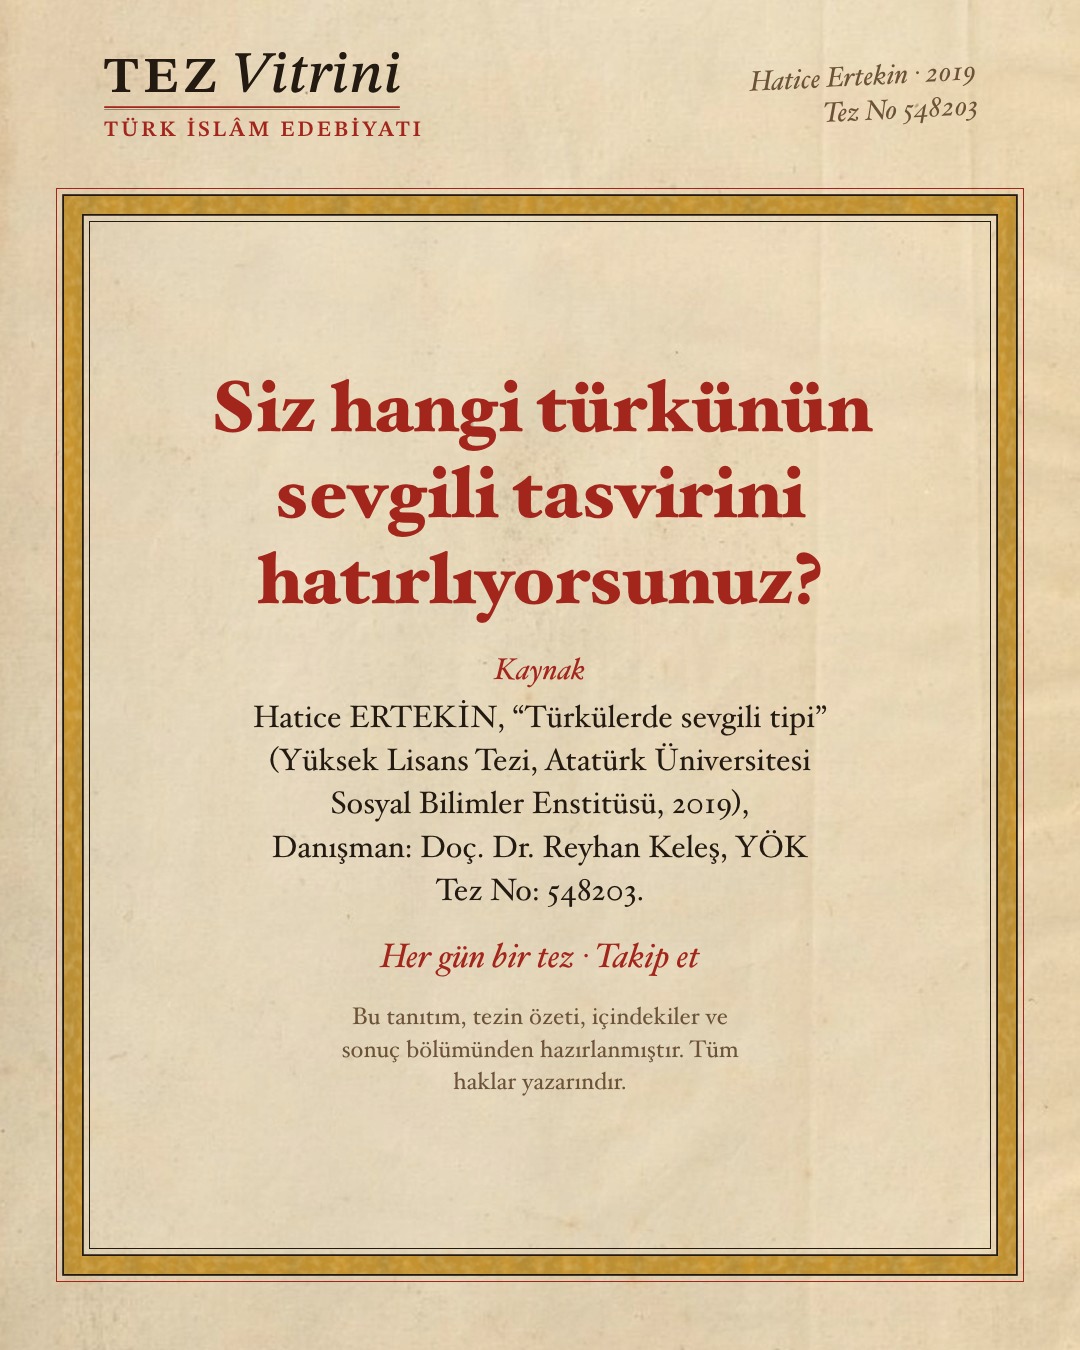 TEZ Vitrini
TÜRK İSLÂM EDEBİYATI
Hatice Ertekin · 2019
Tez No 548203
Siz hangi türkünün
sevgili tasvirini
hatırlıyorsunuz?
Kaynak
Hatice ERTEKİN, “Türkülerde sevgili tipi”
(Yüksek Lisans Tezi, Atatürk Üniversitesi
Sosyal Bilimler Enstitüsü, 2019),
Danışman: Doç. Dr. Reyhan Keleş, YÖK
Tez No: 548203.
Her gün bir tez · Takip et
Bu tanıtım, tezin özeti, içindekiler ve
sonuç bölümünden hazırlanmıştır. Tüm
haklar yazarındır.